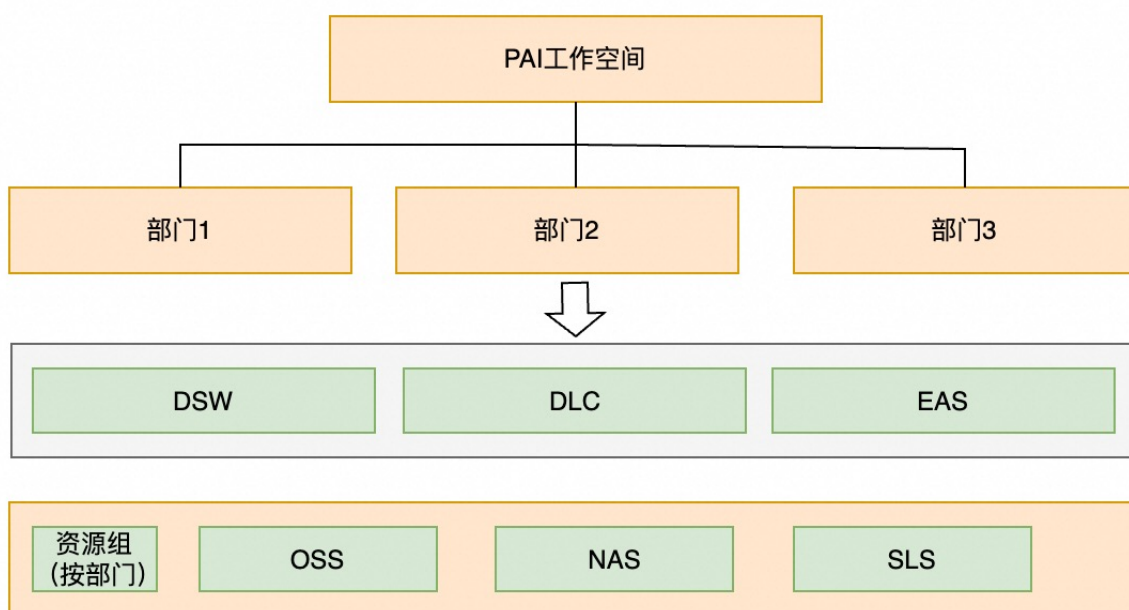 PAI工作空间
部门1
部门2
部门3
DSW
DLC
EAS
资源组
（按部门）
OSS
NAS
SLS